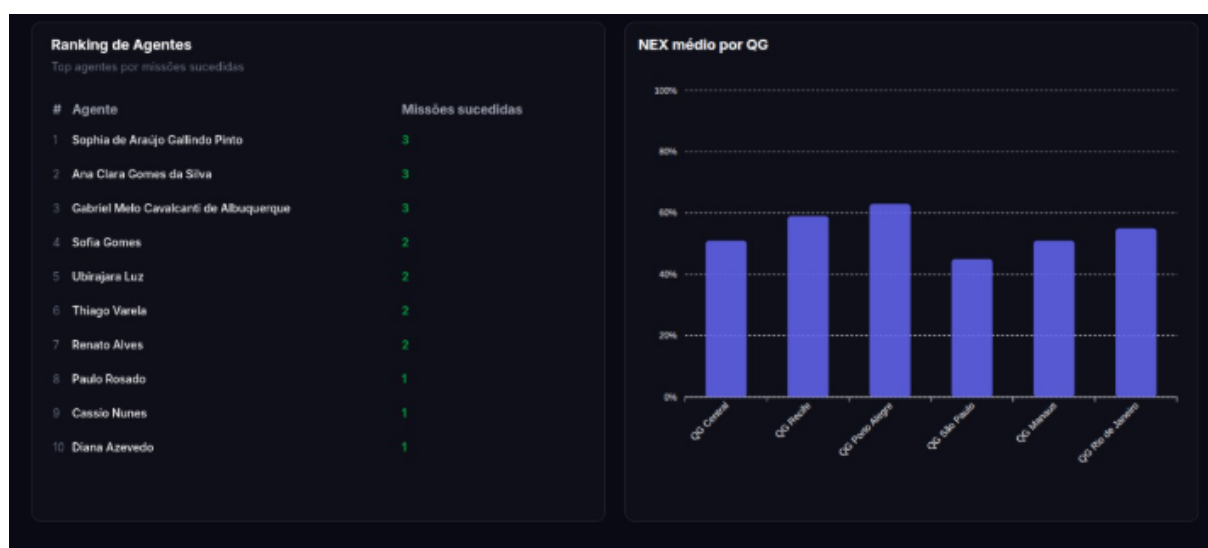 Ranking de Agentes
Top agentes por missões sucedidas
# Agente Missões sucedidas
1 Sophia de Araújo Gallindo Pinto 3
2 Ana Clara Gomes da Silva 3
3 Gabriel Melo Cavalcanti de Albuquerque 3
4 Sofia Gomes 2
5 Ubirajara Luz 2
6 Thiago Varela 2
7 Renato Alves 2
8 Paulo Rosado 1
9 Cassio Nunes 1
10 Diana Azevedo 1
NEX médio por QG
100%
80%
60%
40%
20%
0%
QG Central
QG Recife
QG Porto Alegre
QG São Paulo
QG Manaus
QG Rio de Janeiro